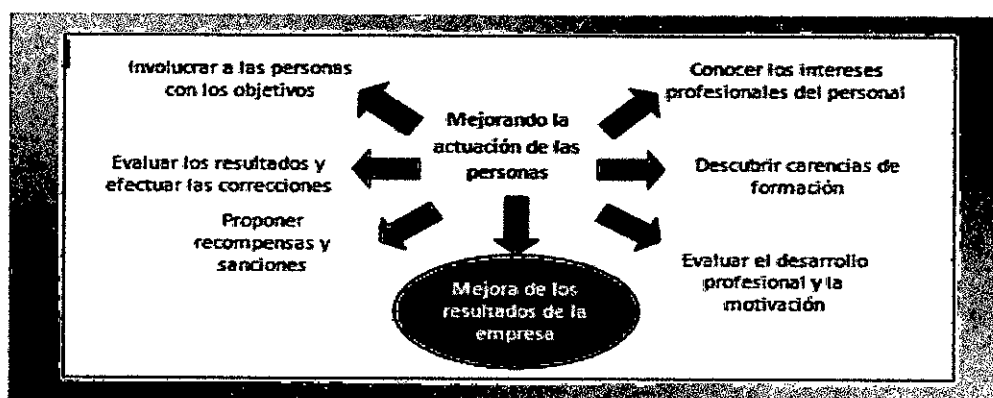 Involucrar a las personas
con los objetivos
Evaluar los resultados y
efectuar las correcciones
Proponer
recompensas y
sanciones
Mejorando la
actuación de las
personas
Mejora de los
resultados de la
empresa
Conocer los intereses
profesionales del personal
Descubrir carencias de
formación
Evaluar el desarrollo
profesional y la
motivación